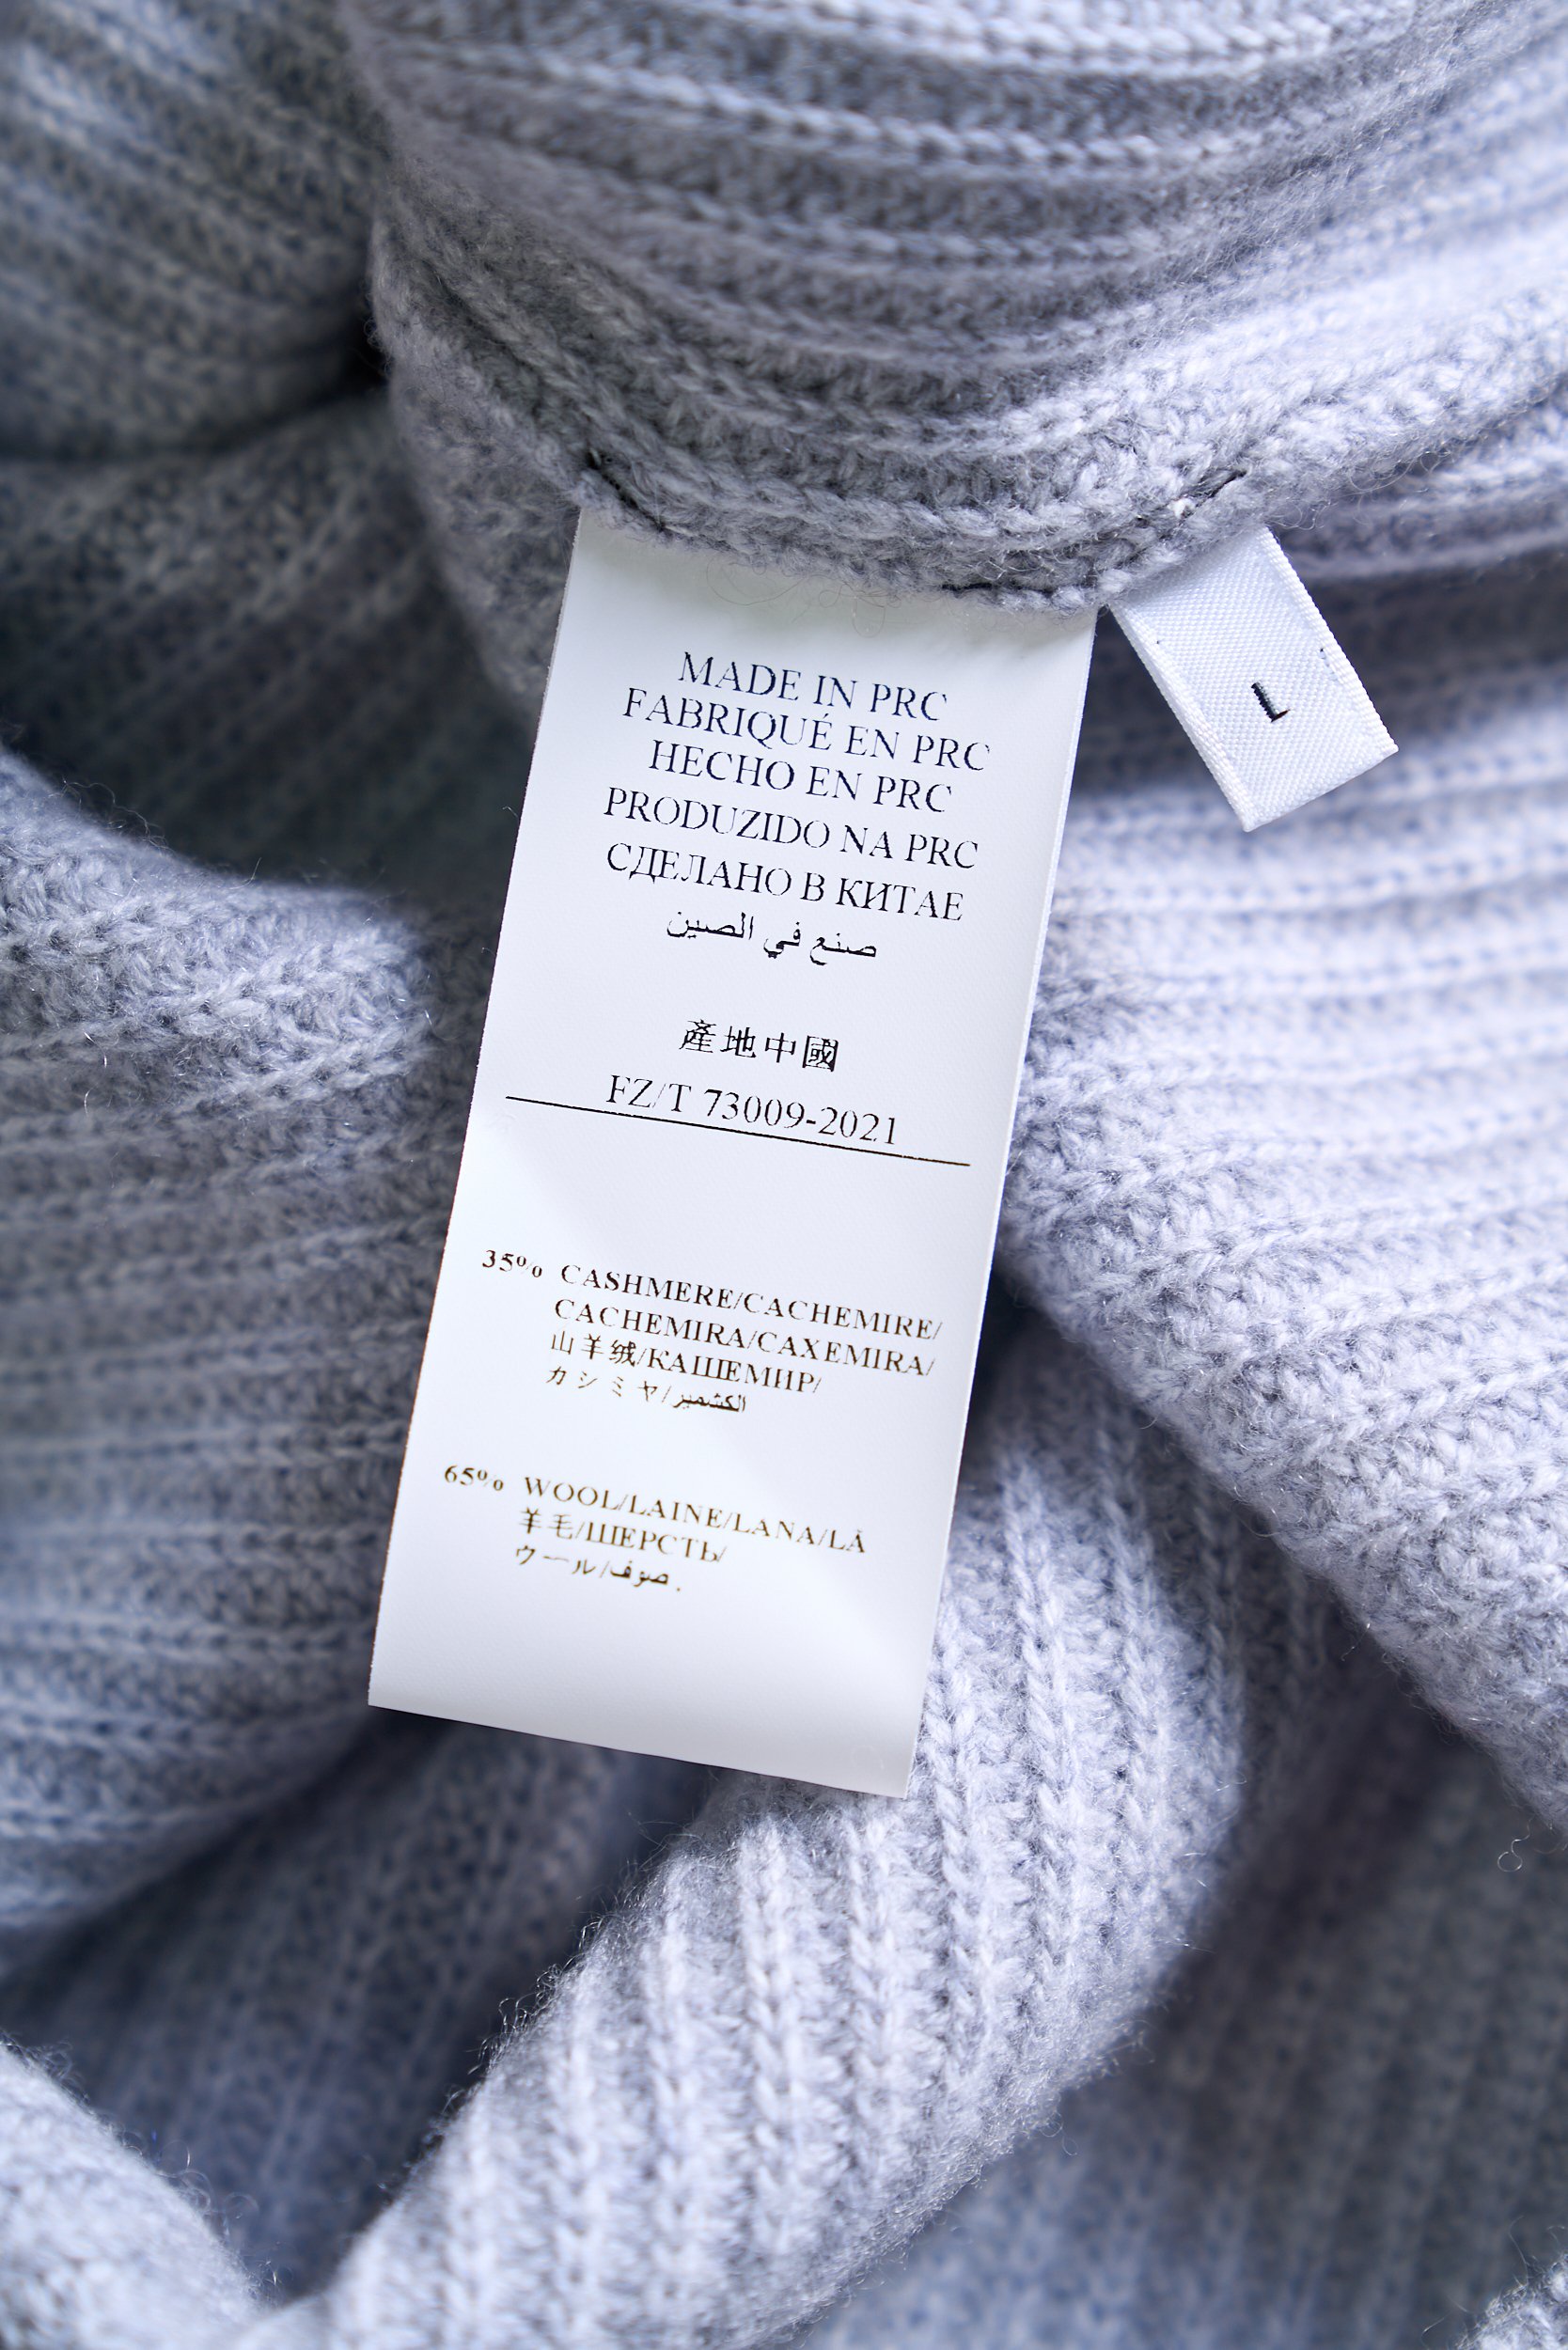 MADE IN PRC
FABRIQUÉ EN PRC
HECHO EN PRC
PRODUZIDO NA PRC
СДЕЛАНО В КИТАЕ
صنع في الصين
產地中國
FZ/T 73009-2021
35% CASHMERE/CACHEMIRE/
CACHEMIRA/CAXEMIRA/
山羊绒/КАШЕМИР/
カシミヤ/الكشمير
65% WOOL/LAINE/LANA/LÃ
羊毛/ШЕРСТЬ/
ウール/صوف.
L